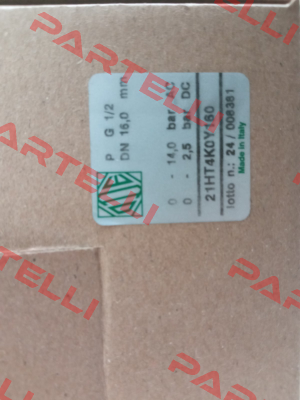 P G 1/2
DN 16,0 mm
0 - 14,0 bar AC
0 - 2,5 bar DC
21HT4K0Y160
lotto n.: 24 / 008361
Made in Italy
PARTELLI
PARTELLI
PARTELLI
PARTELLI